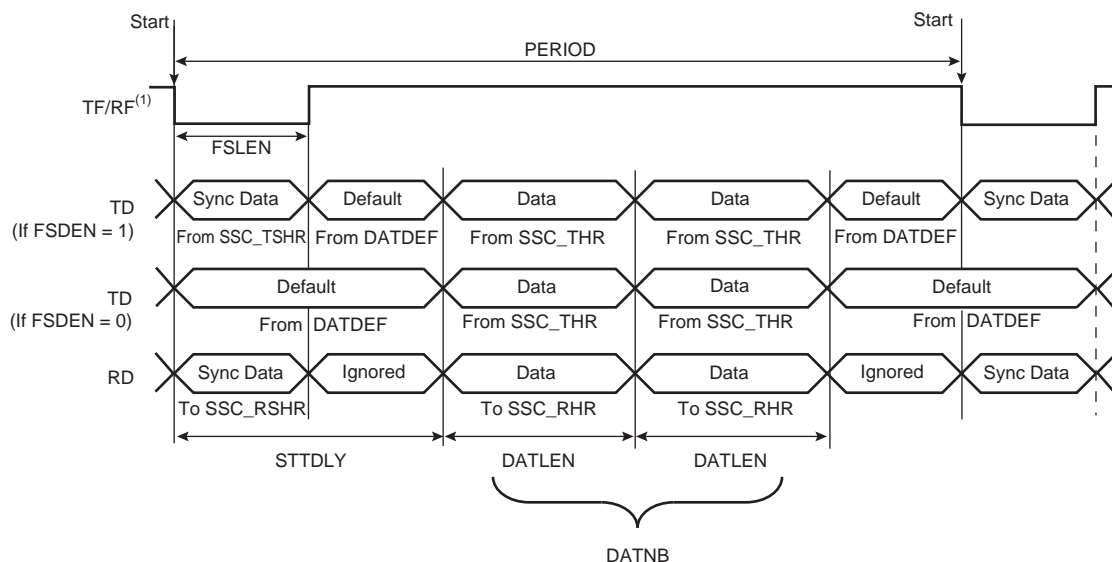 Start
Start
PERIOD
TF/RF(1)
FSLEN
TD
(If FSDEN = 1)
Sync Data
Default
Data
Data
Default
Sync Data
From SSC_TSHR
From DATDEF
From SSC_THR
From SSC_THR
From DATDEF
TD
(If FSDEN = 0)
Default
Data
Data
Default
From DATDEF
From SSC_THR
From SSC_THR
From DATDEF
RD
Sync Data
Ignored
Data
Data
Ignored
Sync Data
To SSC_RSHR
To SSC_RHR
To SSC_RHR
STTDLY
DATLEN
DATLEN
DATNB